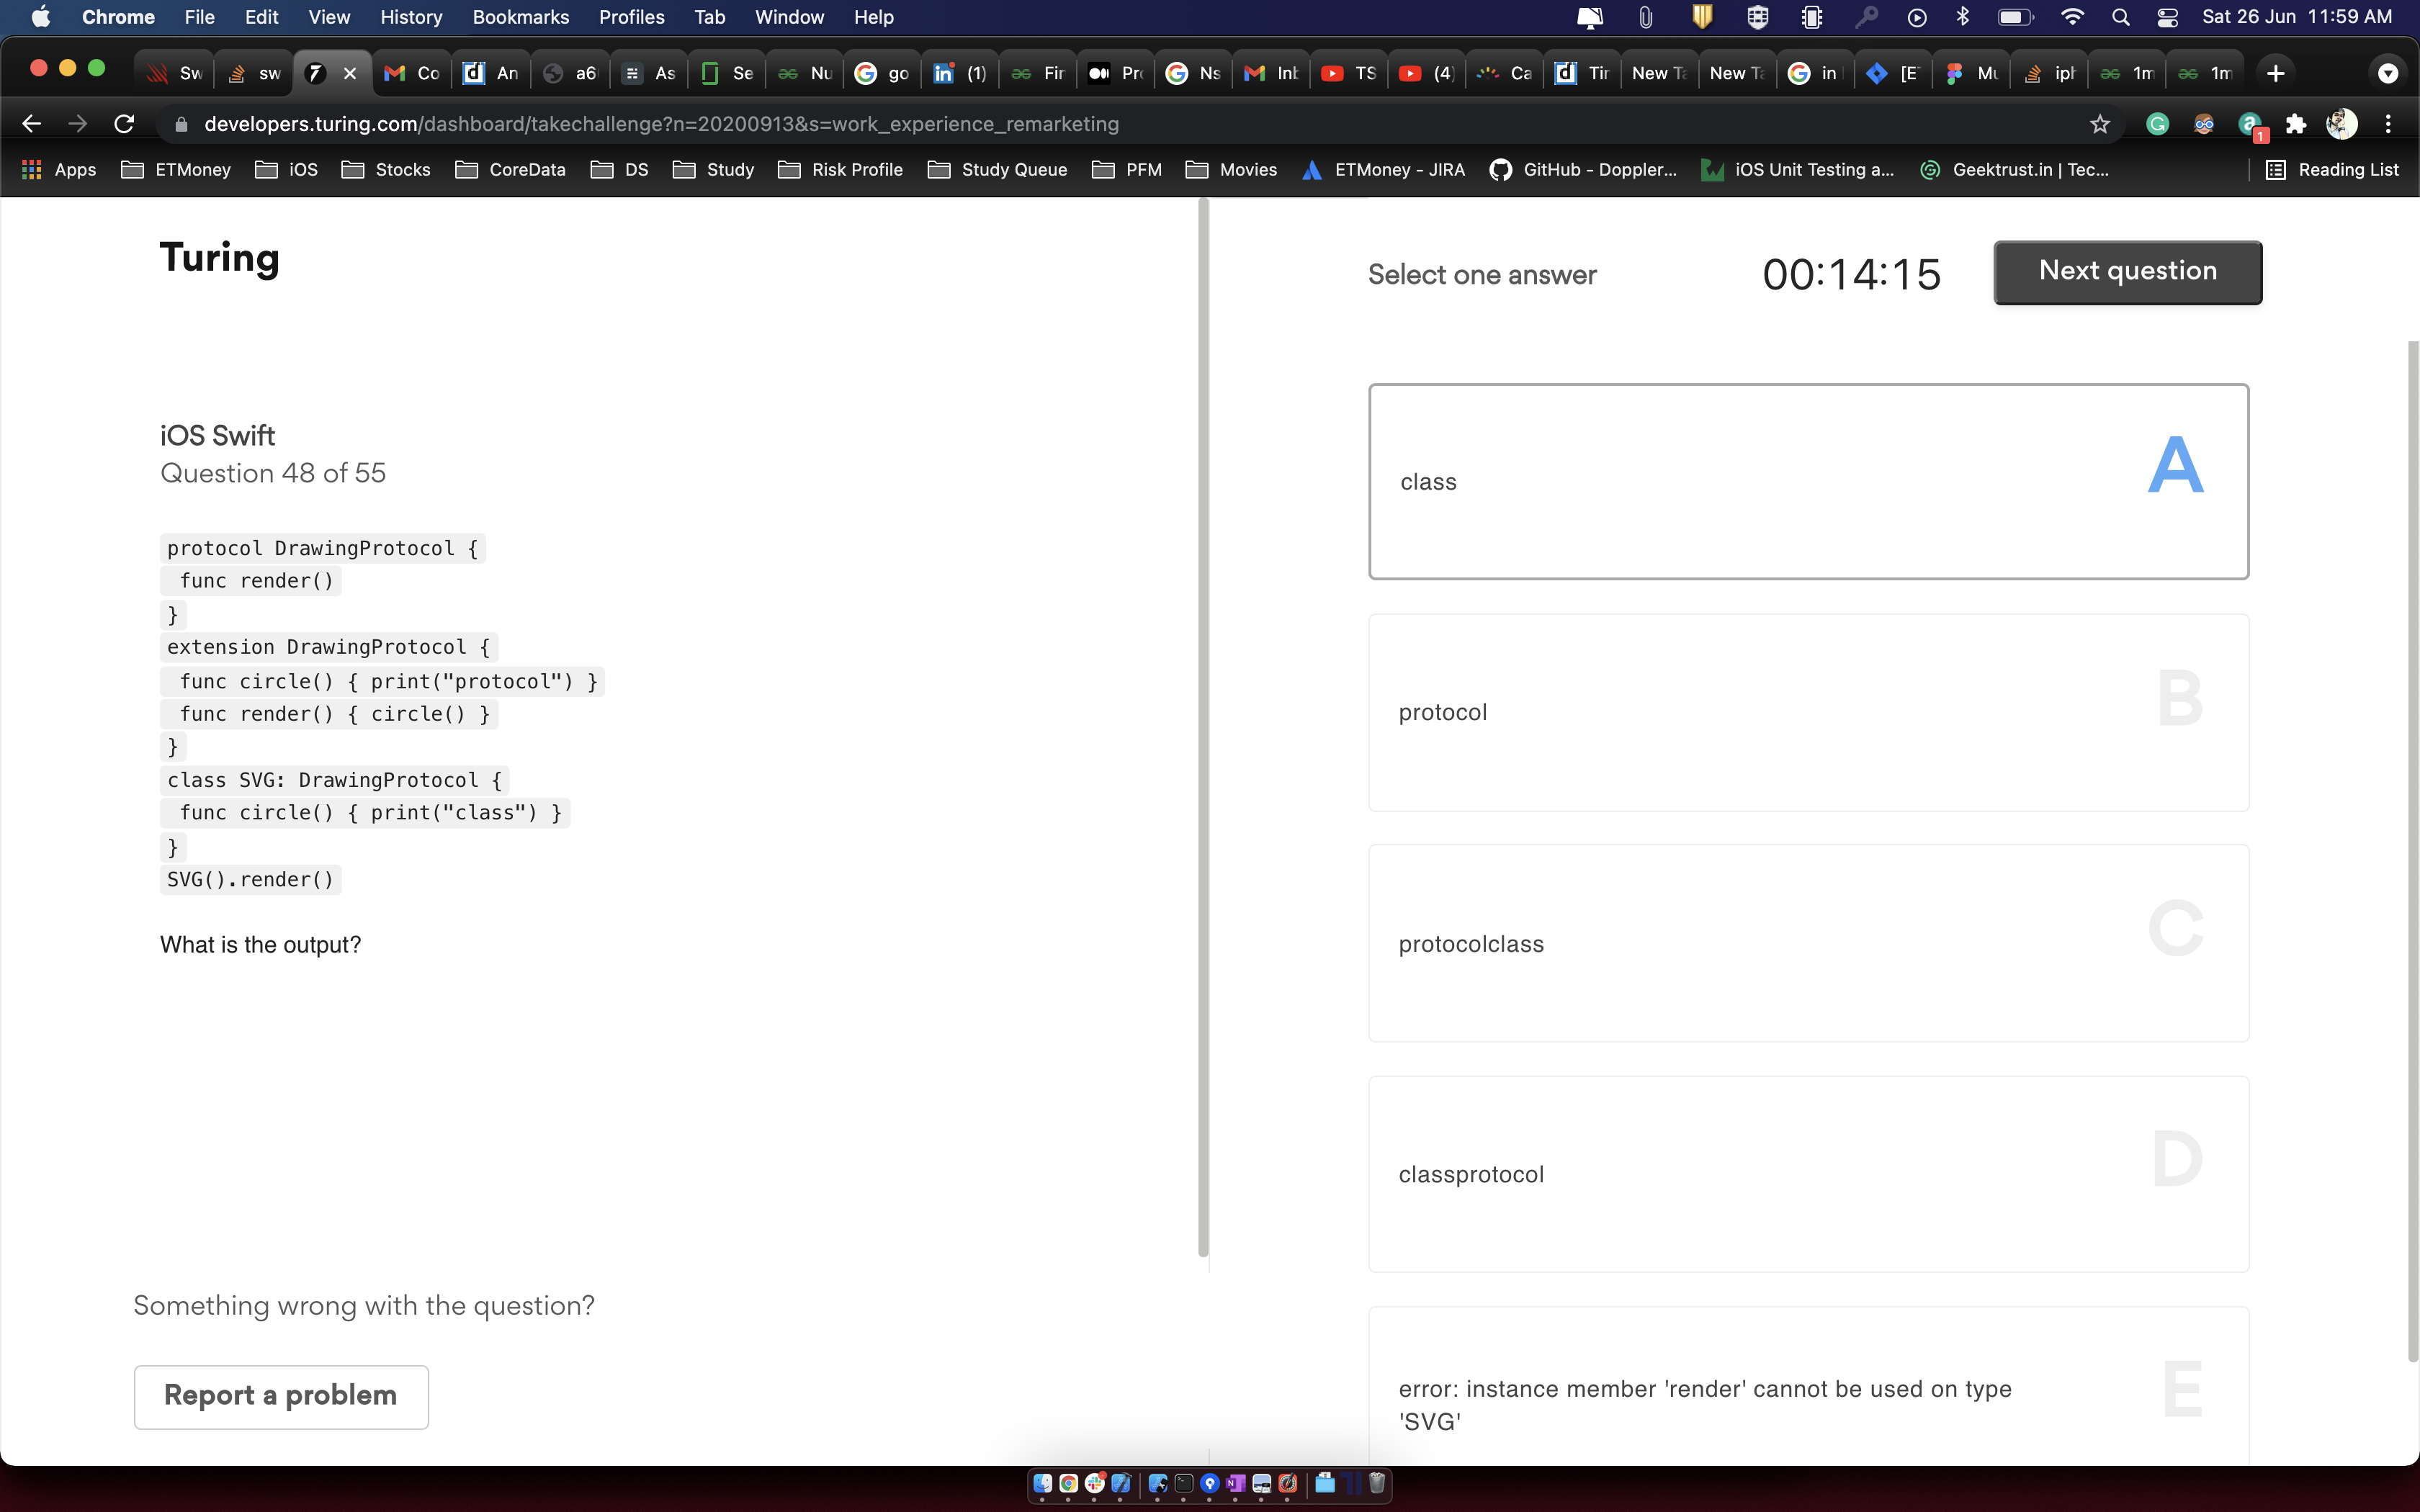 Chrome File Edit View History Bookmarks Profiles Tab Window Help Sat 26 Jun 11:59 AM
Sw sw Co An a6 As Se Nu go (1) Fir Pro Ns Inb TS (4) Ca Tir New Ta New Ta in [E Mu iph 1m 1m
developers.turing.com/dashboard/takechallenge?n=20200913&s=work_experience_remarketing 1
Apps ETMoney iOS Stocks CoreData DS Study Risk Profile Study Queue PFM Movies ETMoney - JIRA GitHub - Doppler... iOS Unit Testing a... Geektrust.in | Tec... Reading List
Turing
iOS Swift
Question 48 of 55
protocol DrawingProtocol {
func render()
}
extension DrawingProtocol {
func circle() { print("protocol") }
func render() { circle() }
}
class SVG: DrawingProtocol {
func circle() { print("class") }
}
SVG().render()
What is the output?
Something wrong with the question?
Report a problem
Select one answer 00:14:15 Next question
class A
protocol B
protocolclass C
classprotocol D
error: instance member 'render' cannot be used on type E
'SVG'